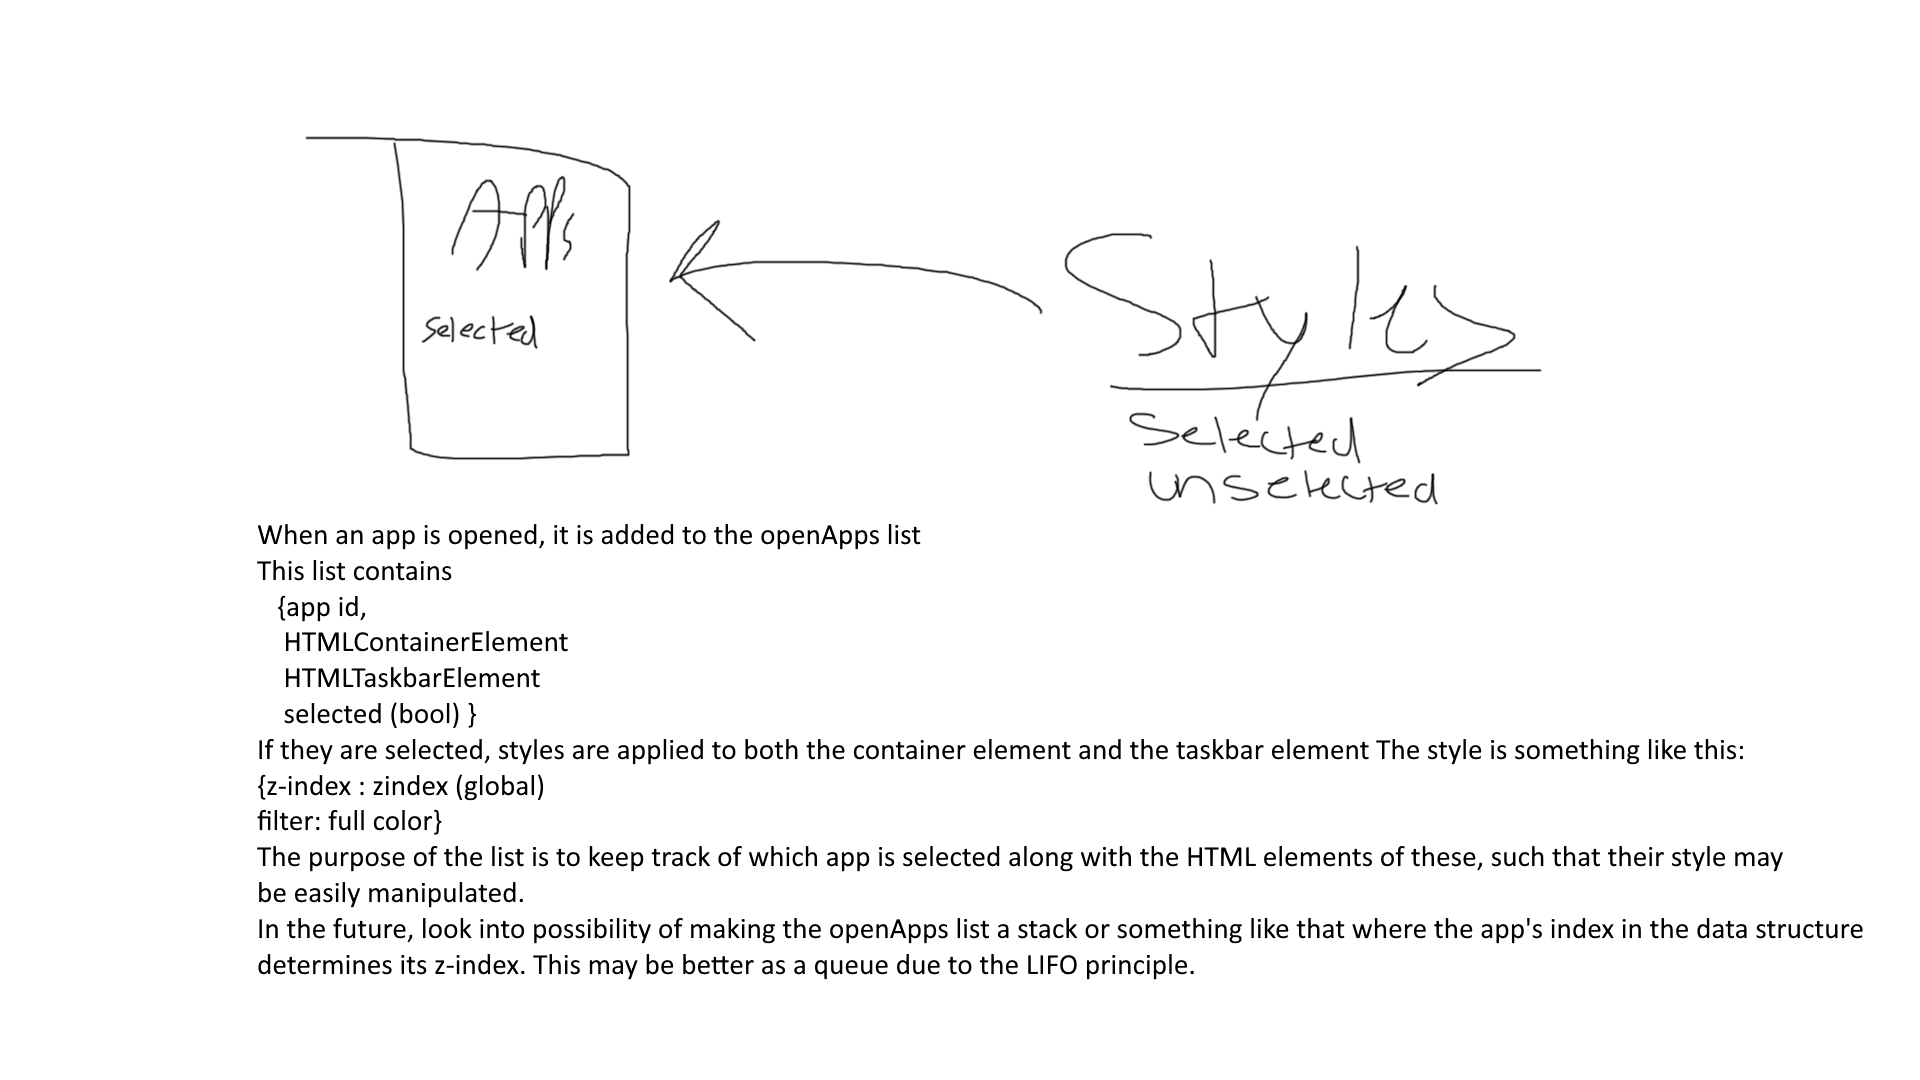 Apps
selected
Styles
Selected
unselected
When an app is opened, it is added to the openApps list
This list contains
{app id,
HTMLContainerElement
HTMLTaskbarElement
selected (bool) }
If they are selected, styles are applied to both the container element and the taskbar element The style is something like this:
{z-index : zindex (global)
filter: full color}
The purpose of the list is to keep track of which app is selected along with the HTML elements of these, such that their style may
be easily manipulated.
In the future, look into possibility of making the openApps list a stack or something like that where the app's index in the data structure
determines its z-index. This may be better as a queue due to the LIFO principle.